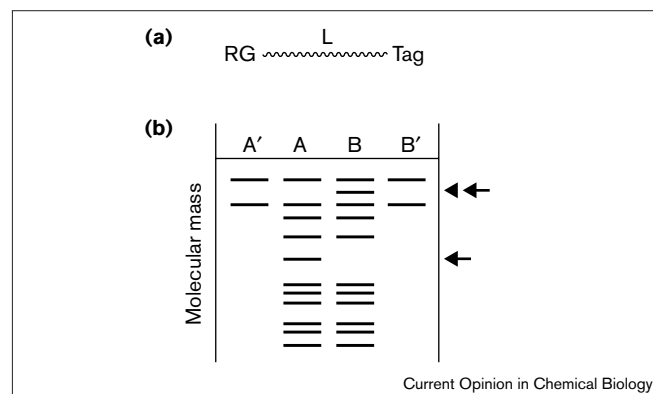 (a)
L
RG Tag
(b)
A′ A B B′
Molecular mass
Current Opinion in Chemical Biology